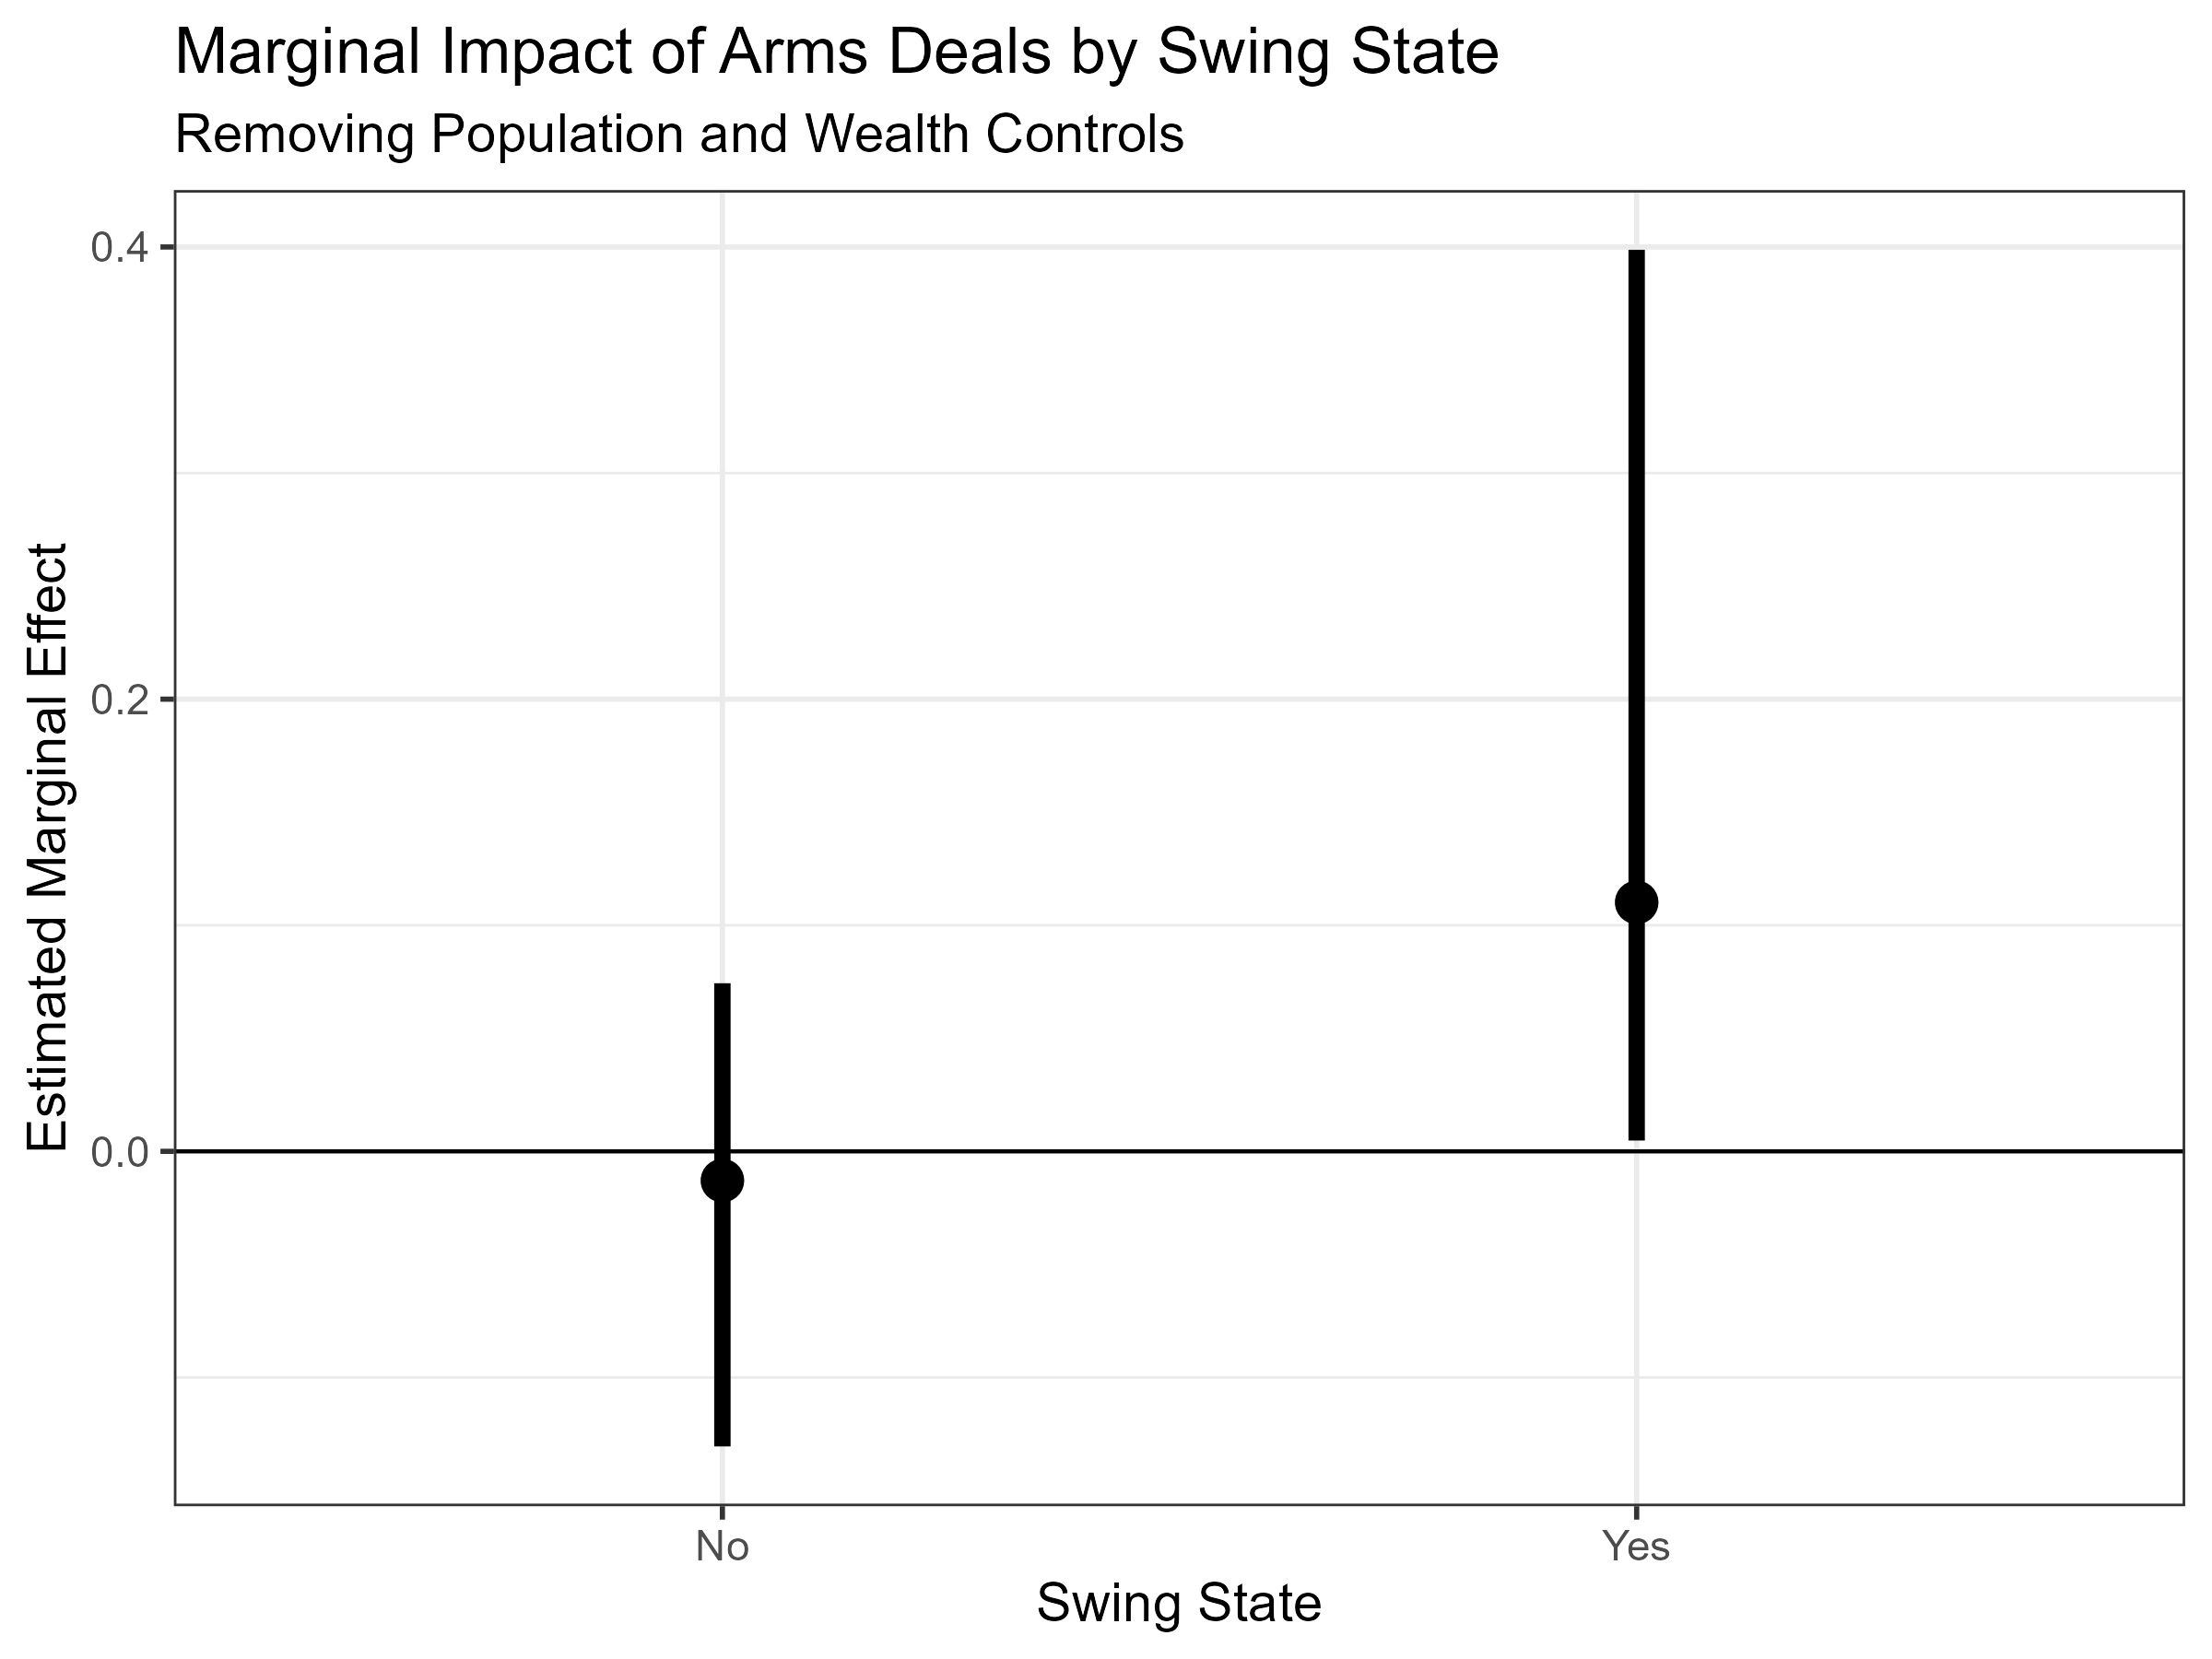 Marginal Impact of Arms Deals by Swing State
Removing Population and Wealth Controls
Estimated Marginal Effect
0.4
0.2
0.0
No
Yes
Swing State